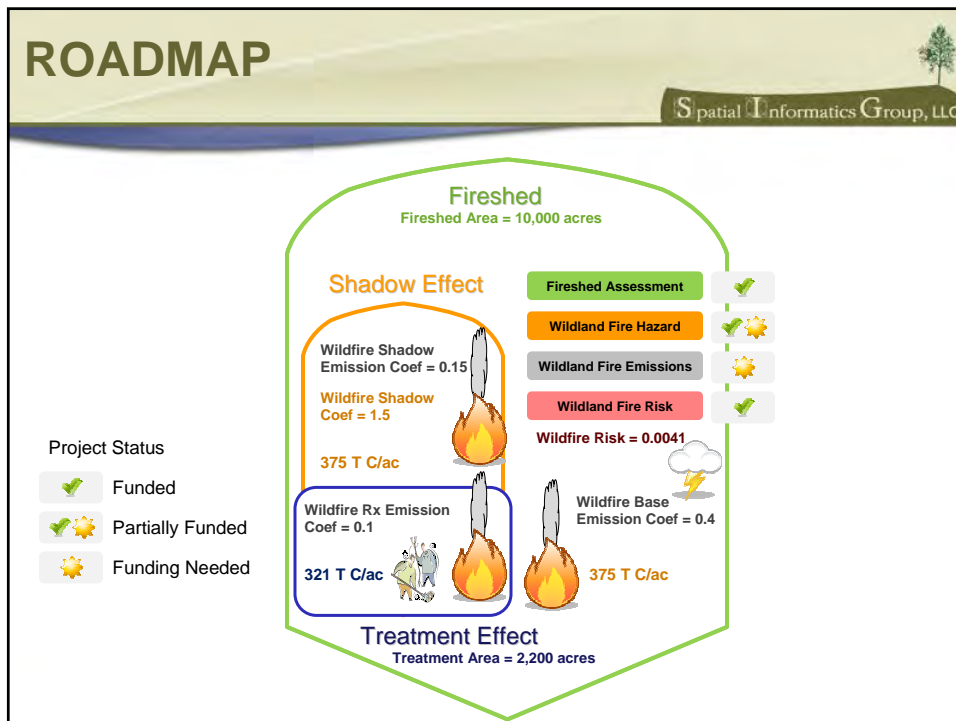 ROADMAP
Spatial Informatics Group, LLC
Fireshed
Fireshed Area = 10,000 acres
Shadow Effect
Wildfire Shadow
Emission Coef = 0.15
Wildfire Shadow
Coef = 1.5
375 T C/ac
Fireshed Assessment
Wildland Fire Hazard
Wildland Fire Emissions
Wildland Fire Risk
Wildfire Risk = 0.0041
Project Status
Funded
Partially Funded
Funding Needed
Wildfire Rx Emission
Coef = 0.1
321 T C/ac
Wildfire Base
Emission Coef = 0.4
375 T C/ac
Treatment Effect
Treatment Area = 2,200 acres